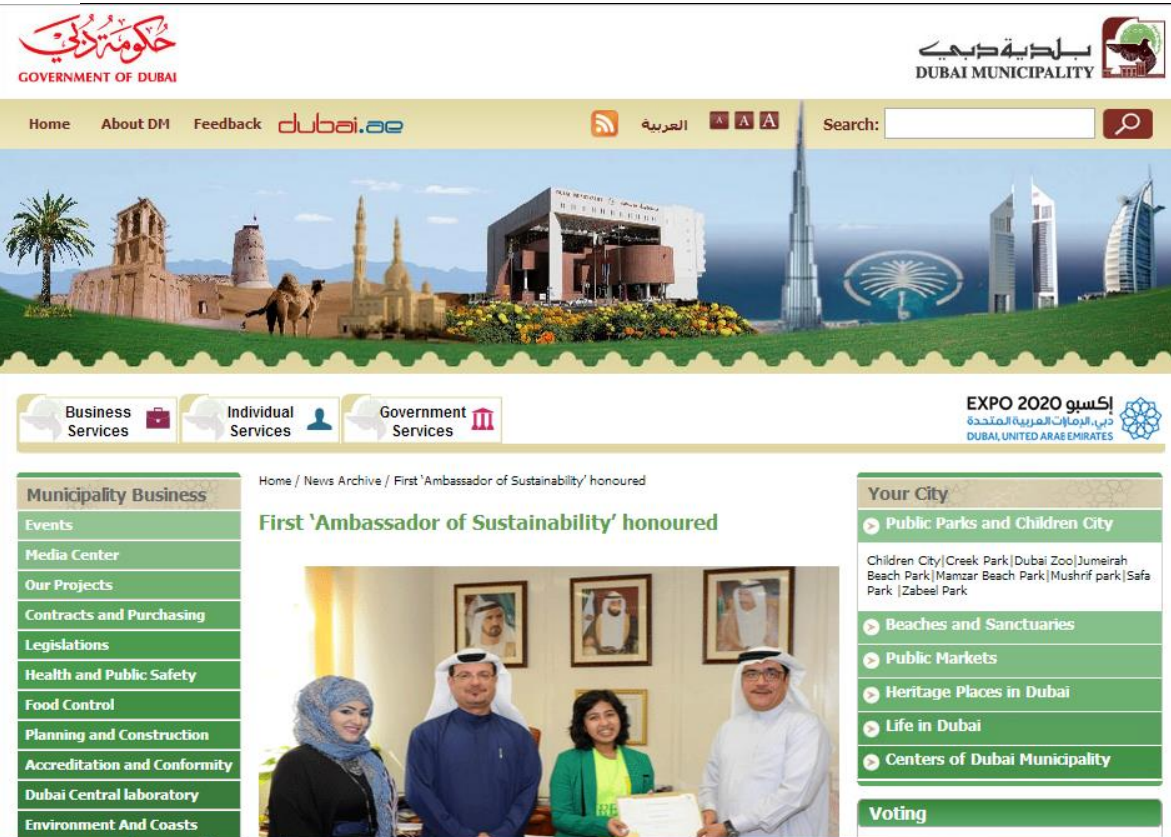 حكومة دبي
GOVERNMENT OF DUBAI
بلدية دبي
DUBAI MUNICIPALITY
Home About DM Feedback dubai.ae العربية A A A Search:
Business Services
Individual Services
Government Services
EXPO 2020 إكسبو
دبي، الإمارات العربية المتحدة
DUBAI, UNITED ARAB EMIRATES
Municipality Business
Events
Media Center
Our Projects
Contracts and Purchasing
Legislations
Health and Public Safety
Food Control
Planning and Construction
Accreditation and Conformity
Dubai Central laboratory
Environment And Coasts
Home / News Archive / First ‘Ambassador of Sustainability’ honoured
First ‘Ambassador of Sustainability’ honoured
Your City
Public Parks and Children City
Children City|Creek Park|Dubai Zoo|Jumeirah
Beach Park|Mamzar Beach Park|Mushrif park|Safa
Park |Zabeel Park
Beaches and Sanctuaries
Public Markets
Heritage Places in Dubai
Life in Dubai
Centers of Dubai Municipality
Voting